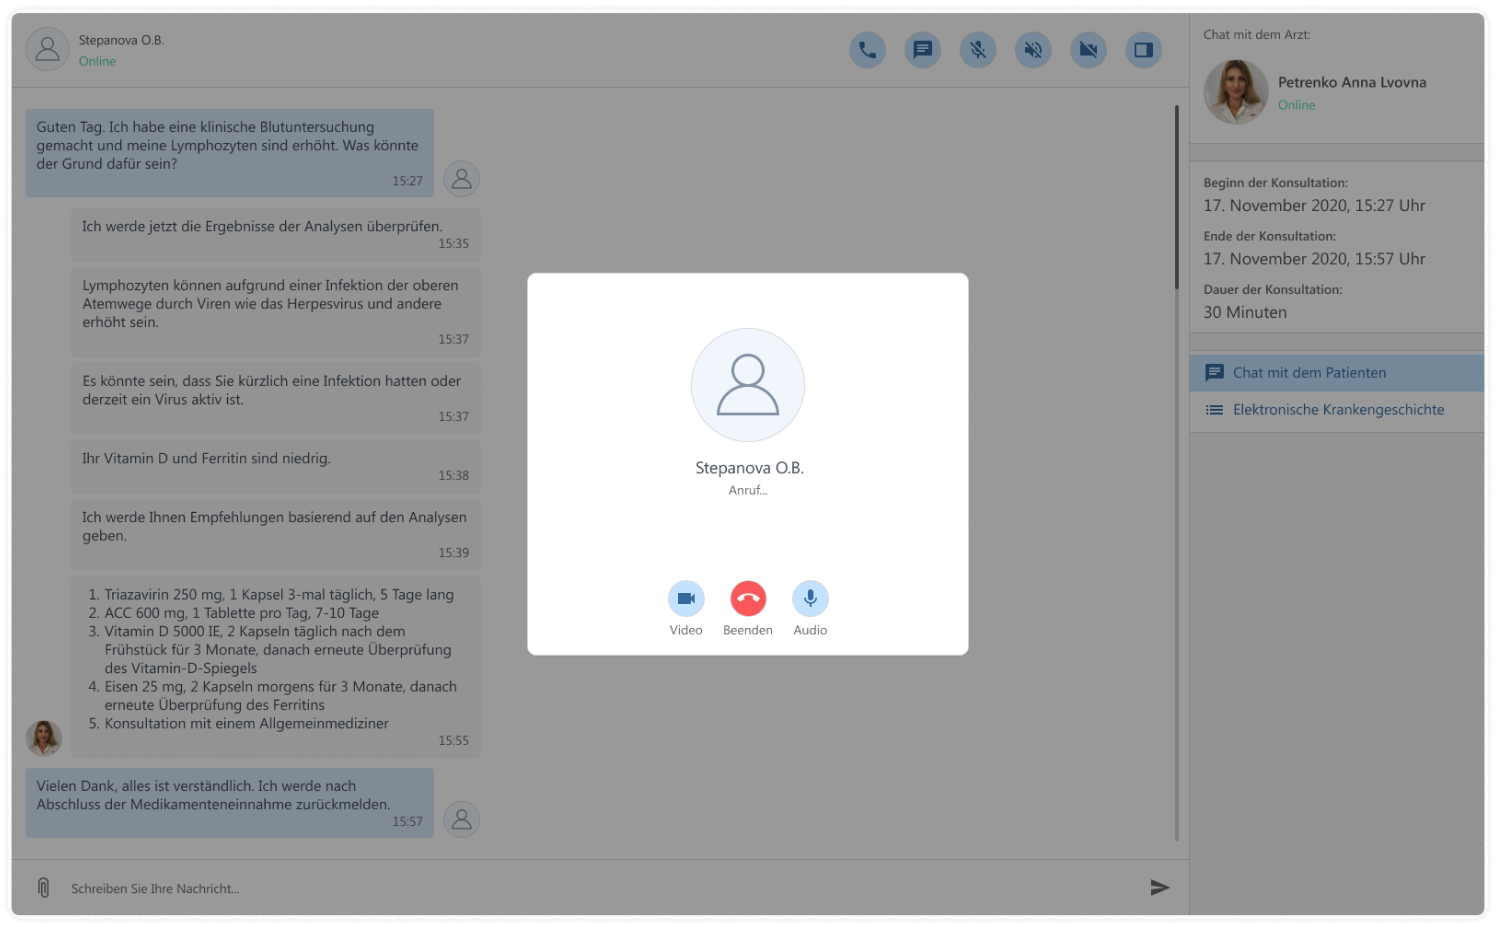 Stepanova O.B.
Online
Guten Tag. Ich habe eine klinische Blutuntersuchung
gemacht und meine Lymphozyten sind erhöht. Was könnte
der Grund dafür sein?
15:27
Ich werde jetzt die Ergebnisse der Analysen überprüfen.
15:35
Lymphozyten können aufgrund einer Infektion der oberen
Atemwege durch Viren wie das Herpesvirus und andere
erhöht sein.
15:37
Es könnte sein, dass Sie kürzlich eine Infektion hatten oder
derzeit ein Virus aktiv ist.
15:37
Ihr Vitamin D und Ferritin sind niedrig.
15:38
Ich werde Ihnen Empfehlungen basierend auf den Analysen
geben.
15:39
1. Triazavirin 250 mg, 1 Kapsel 3-mal täglich, 5 Tage lang
2. ACC 600 mg, 1 Tablette pro Tag, 7-10 Tage
3. Vitamin D 5000 IE, 2 Kapseln täglich nach dem
Frühstück für 3 Monate, danach erneute Überprüfung
des Vitamin-D-Spiegels
4. Eisen 25 mg, 2 Kapseln morgens für 3 Monate, danach
erneute Überprüfung des Ferritins
5. Konsultation mit einem Allgemeinmediziner
15:55
Vielen Dank, alles ist verständlich. Ich werde nach
Abschluss der Medikamenteneinnahme zurückmelden.
15:57
Schreiben Sie Ihre Nachricht...
Stepanova O.B.
Anruf...
Video
Beenden
Audio
Chat mit dem Arzt:
Petrenko Anna Lvovna
Online
Beginn der Konsultation:
17. November 2020, 15:27 Uhr
Ende der Konsultation:
17. November 2020, 15:57 Uhr
Dauer der Konsultation:
30 Minuten
Chat mit dem Patienten
Elektronische Krankengeschichte